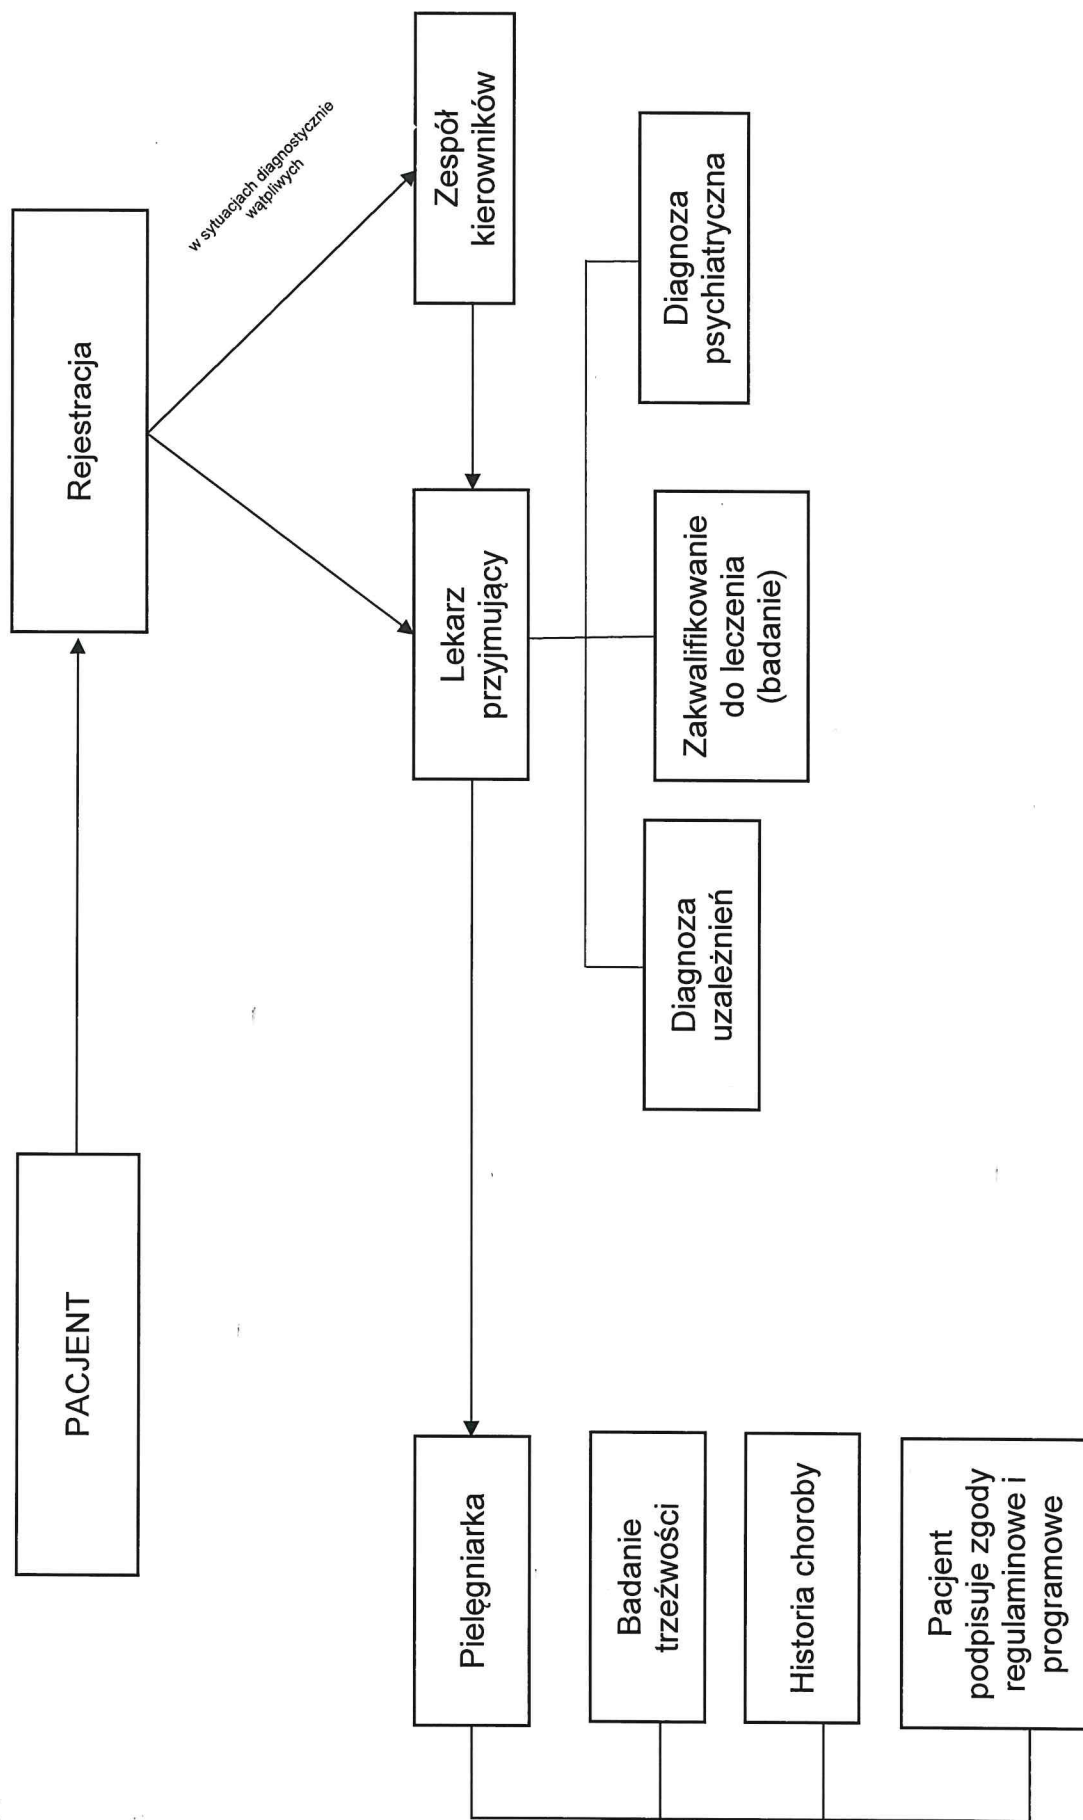 PACJENT
Rejestracja
w sytuacjach diagnostycznie
wątpliwych
Pielęgniarka
Lekarz
przyjmujący
Zespół
kierowników
Badanie
trzeźwości
Historia choroby
Pacjent
podpisuje zgody
regulaminowe i
programowe
Diagnoza
uzależnień
Zakwalifikowanie
do leczenia
(badanie)
Diagnoza
psychiatryczna